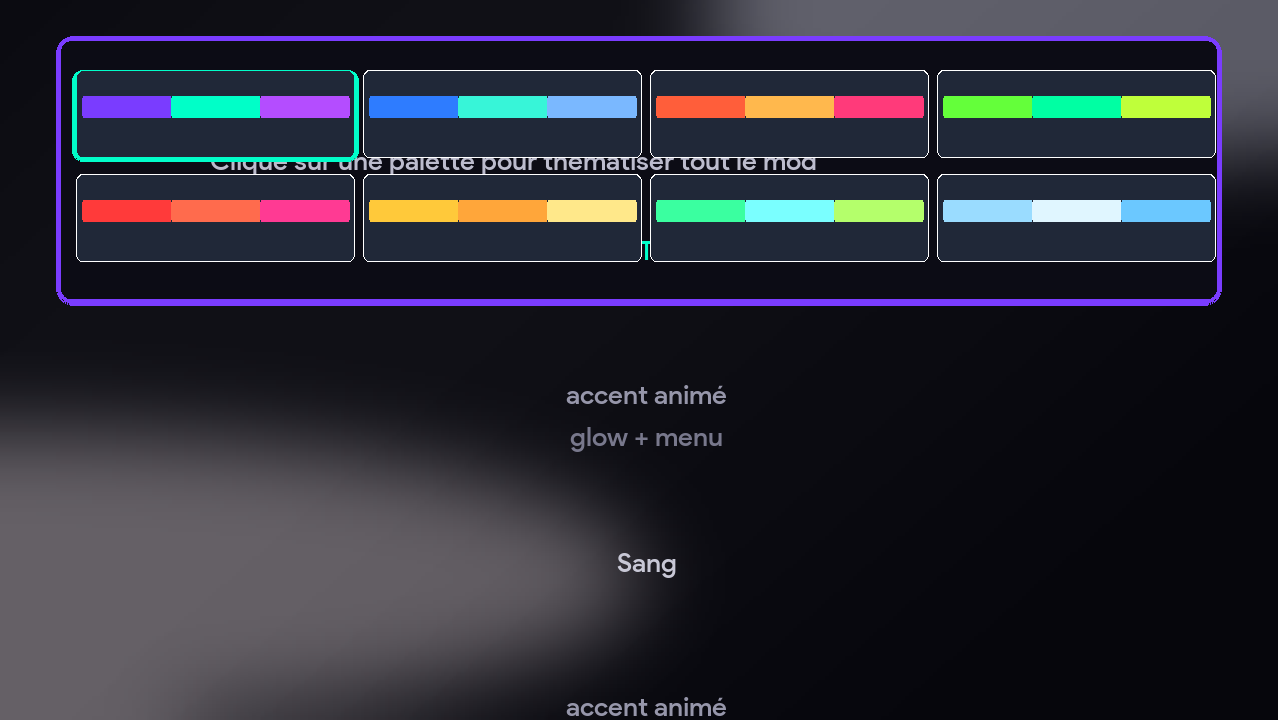 Clique sur une palette pour thématiser tout le mod
T
accent animé
glow + menu
Sang
accent animé